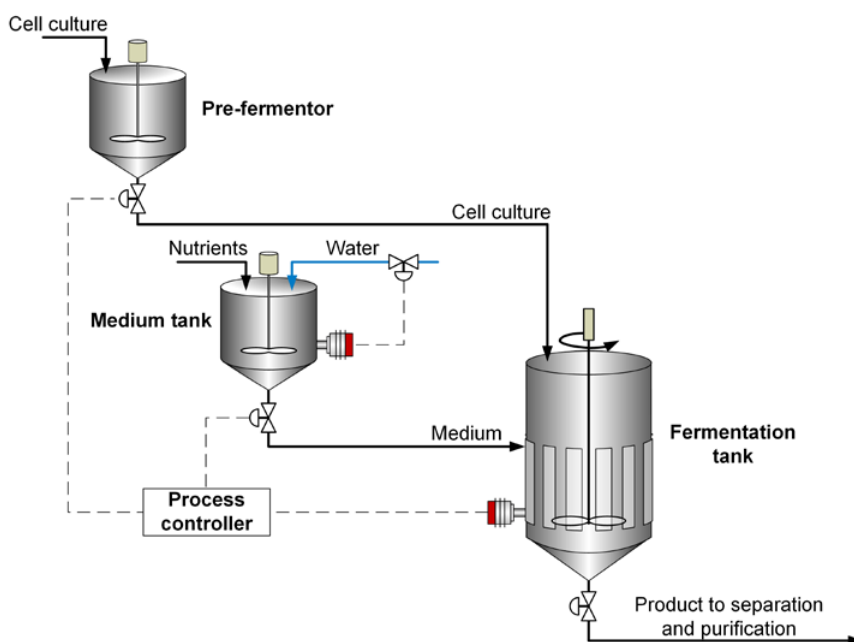 Cell culture
Pre-fermentor
Cell culture
Nutrients
Water
Medium tank
Medium
Fermentation
tank
Process
controller
Product to separation
and purification